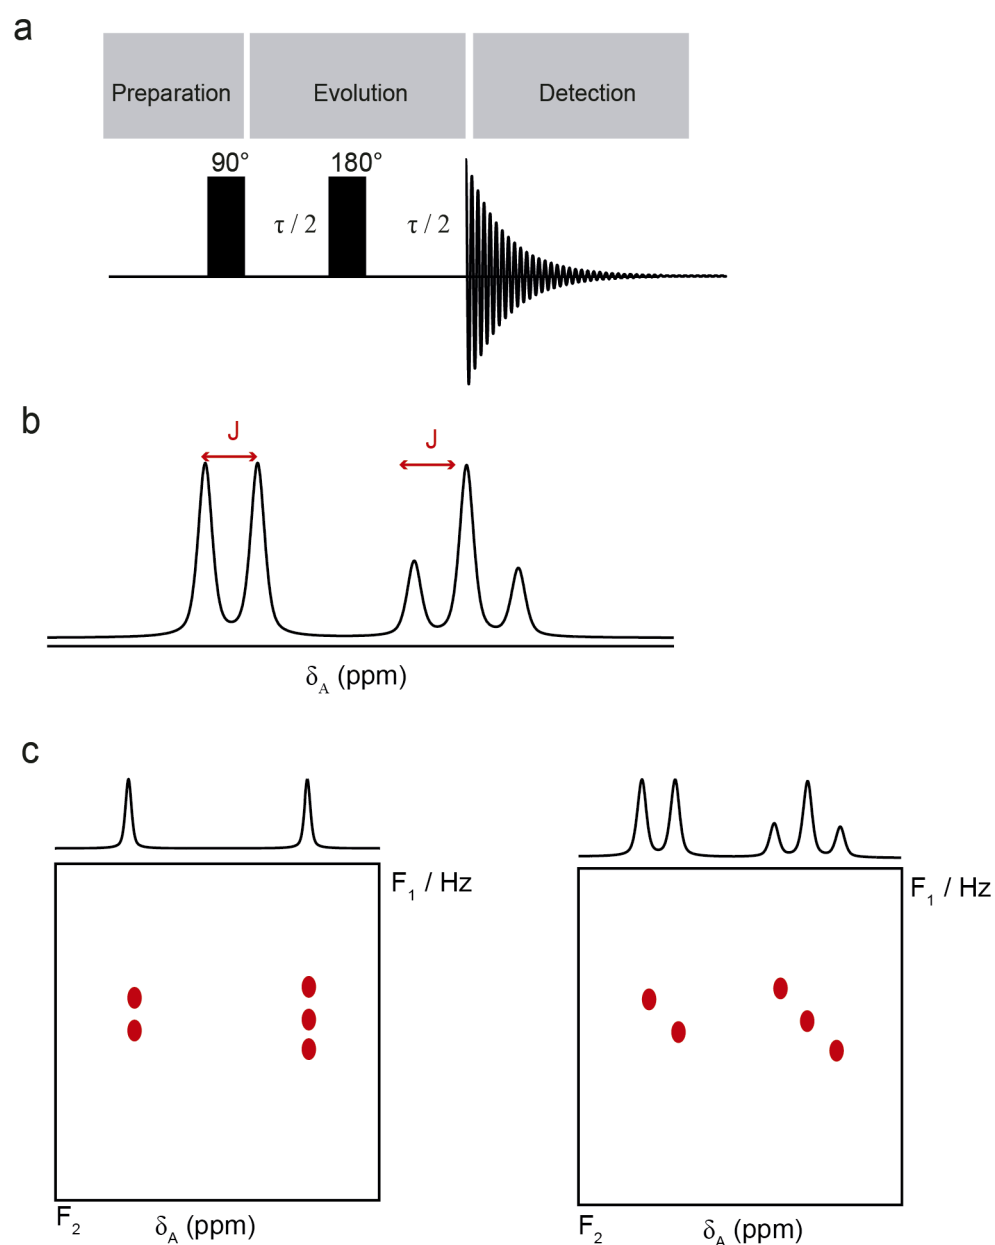 a
Preparation Evolution Detection
90° 180°
τ / 2 τ / 2
b
J J
δA (ppm)
c
F1 / Hz F1 / Hz
F2 δA (ppm) F2 δA (ppm)